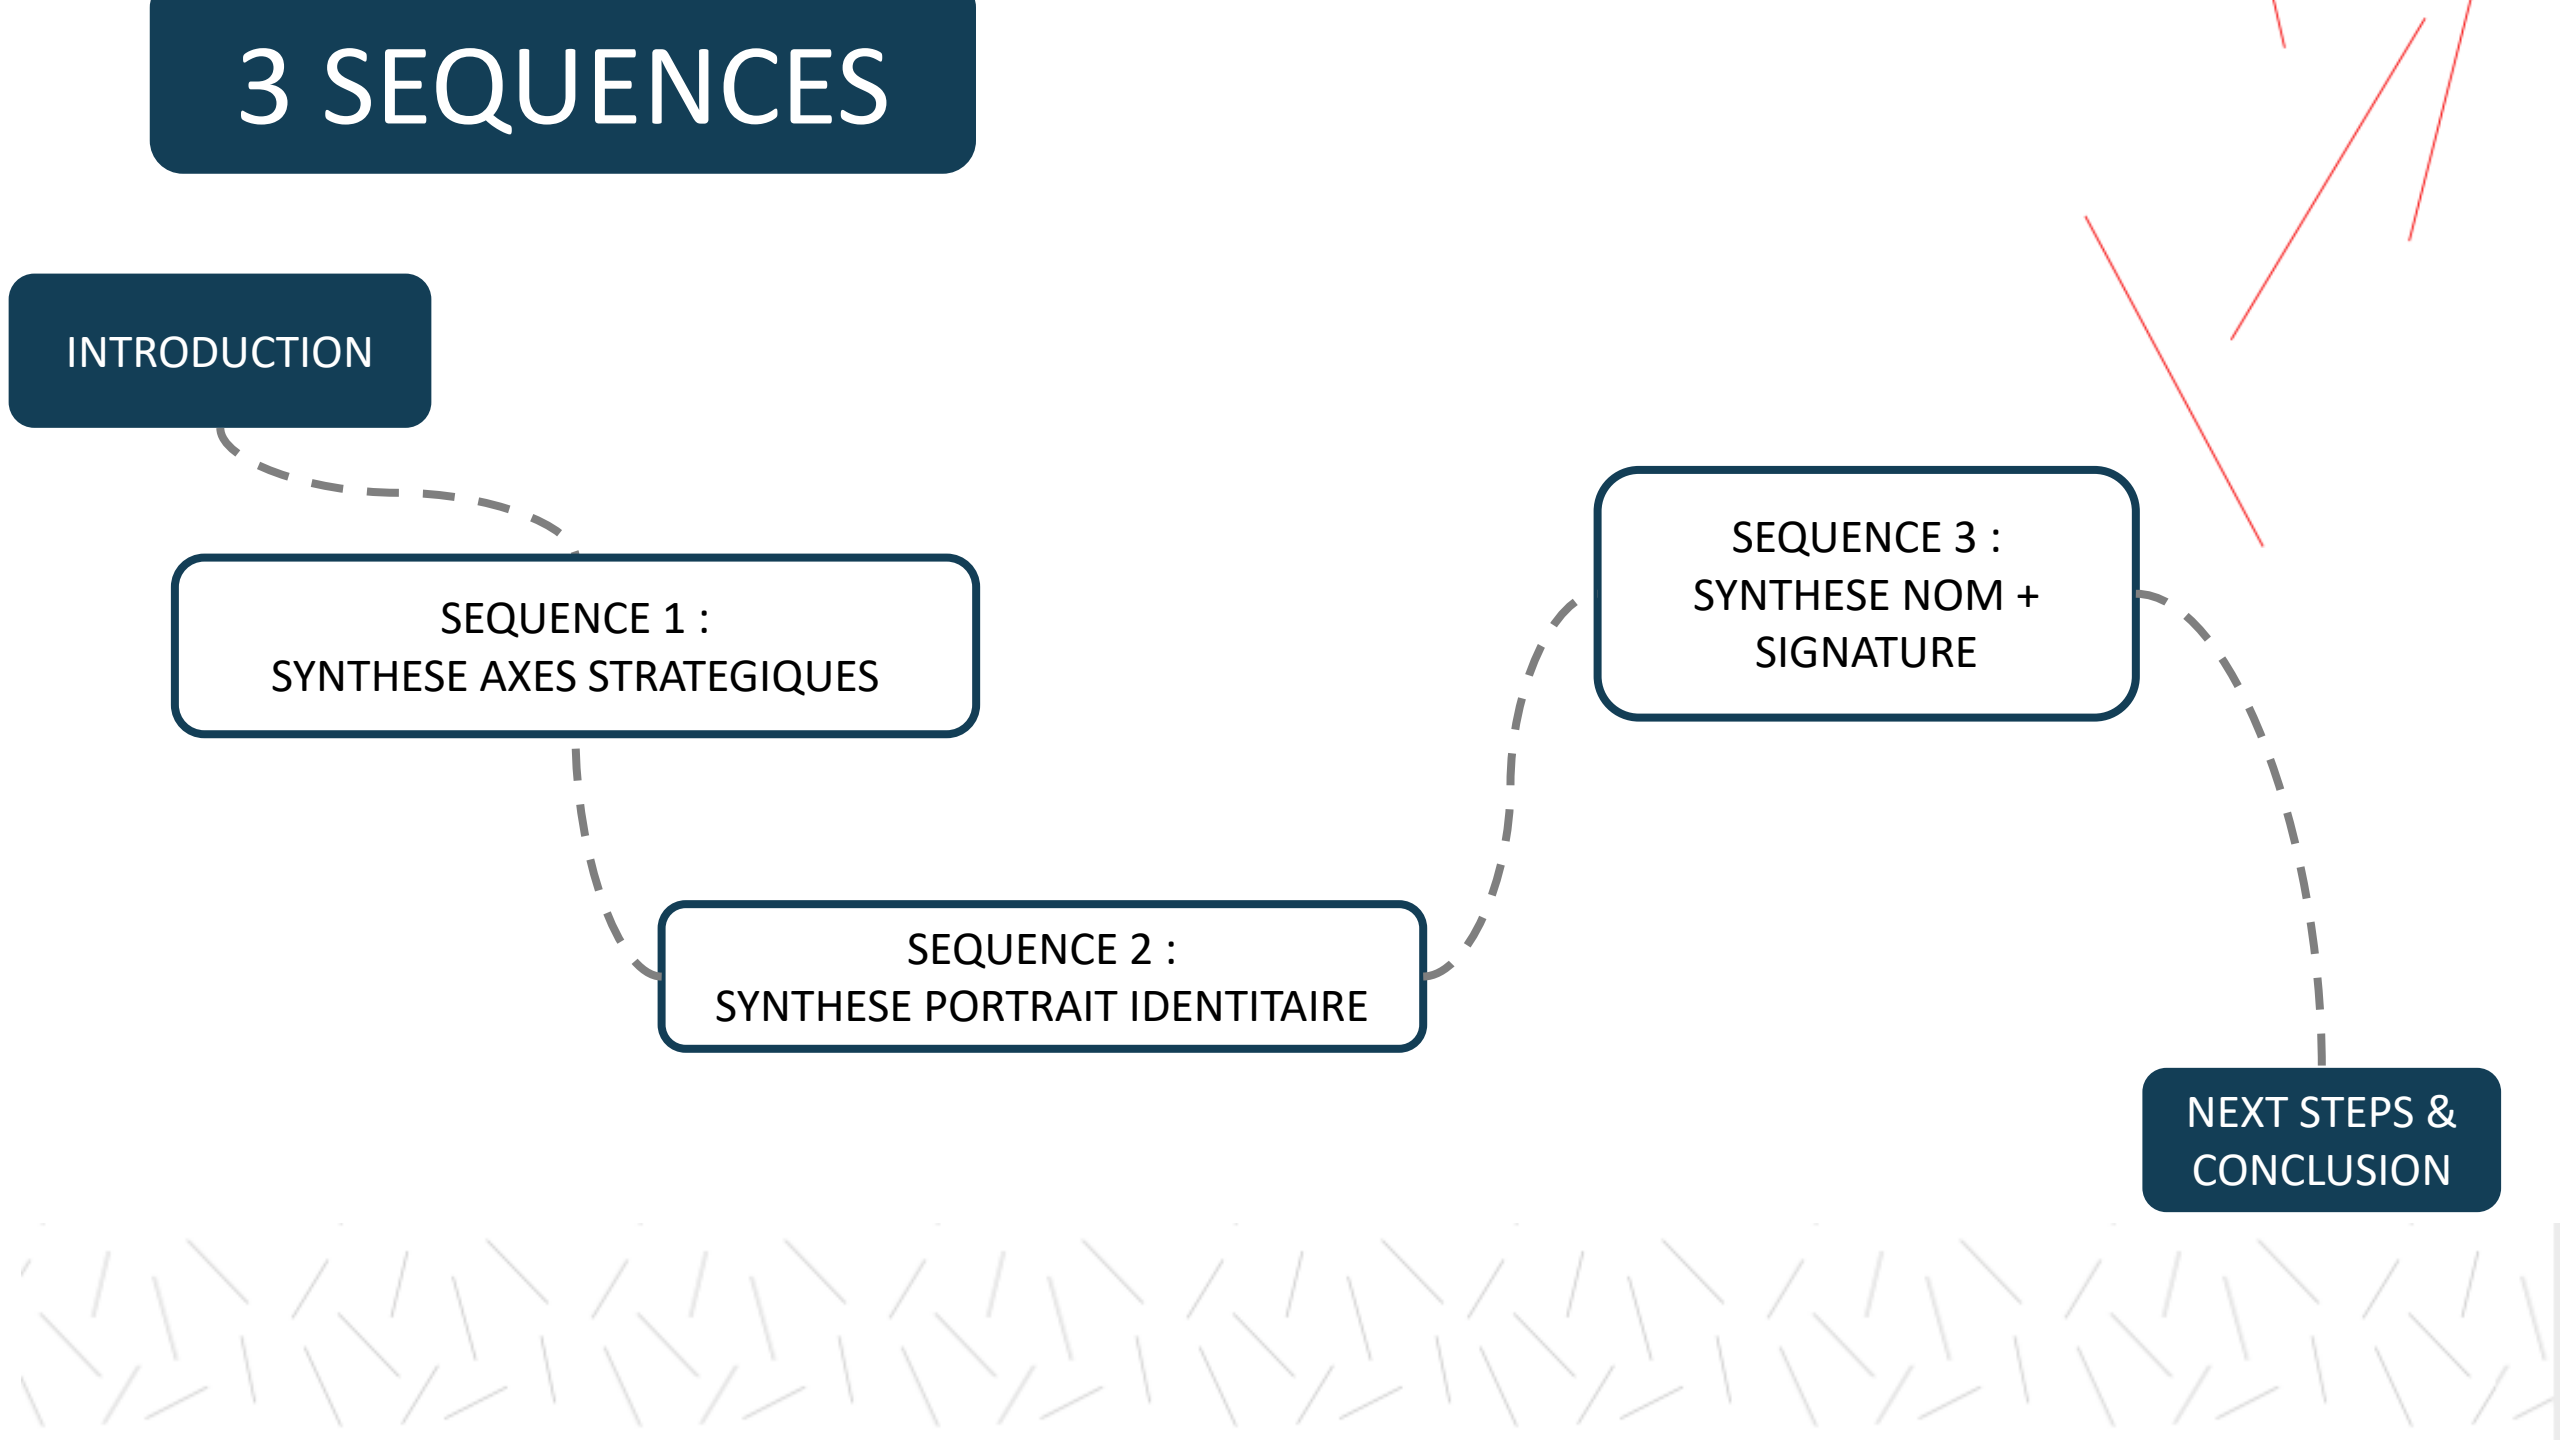 3 SEQUENCES
INTRODUCTION
SEQUENCE 1 :
SYNTHESE AXES STRATEGIQUES
SEQUENCE 2 :
SYNTHESE PORTRAIT IDENTITAIRE
SEQUENCE 3 :
SYNTHESE NOM +
SIGNATURE
NEXT STEPS &
CONCLUSION